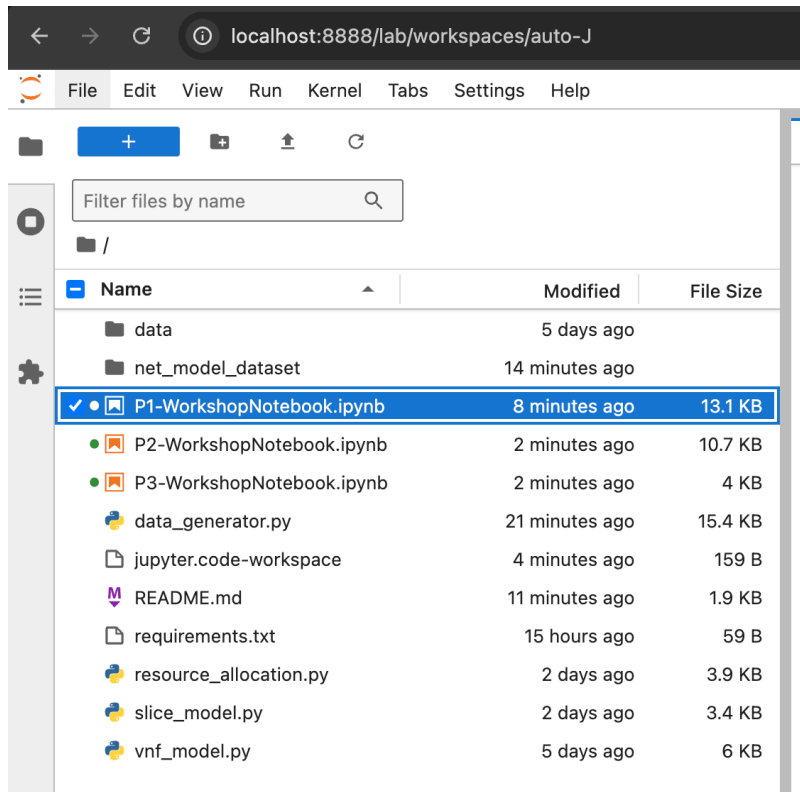 localhost:8888/lab/workspaces/auto-J
File Edit View Run Kernel Tabs Settings Help
+
Filter files by name
/
Name Modified File Size
data 5 days ago
net_model_dataset 14 minutes ago
P1-WorkshopNotebook.ipynb 8 minutes ago 13.1 KB
P2-WorkshopNotebook.ipynb 2 minutes ago 10.7 KB
P3-WorkshopNotebook.ipynb 2 minutes ago 4 KB
data_generator.py 21 minutes ago 15.4 KB
jupyter.code-workspace 4 minutes ago 159 B
M README.md 11 minutes ago 1.9 KB
requirements.txt 15 hours ago 59 B
resource_allocation.py 2 days ago 3.9 KB
slice_model.py 2 days ago 3.4 KB
vnf_model.py 5 days ago 6 KB